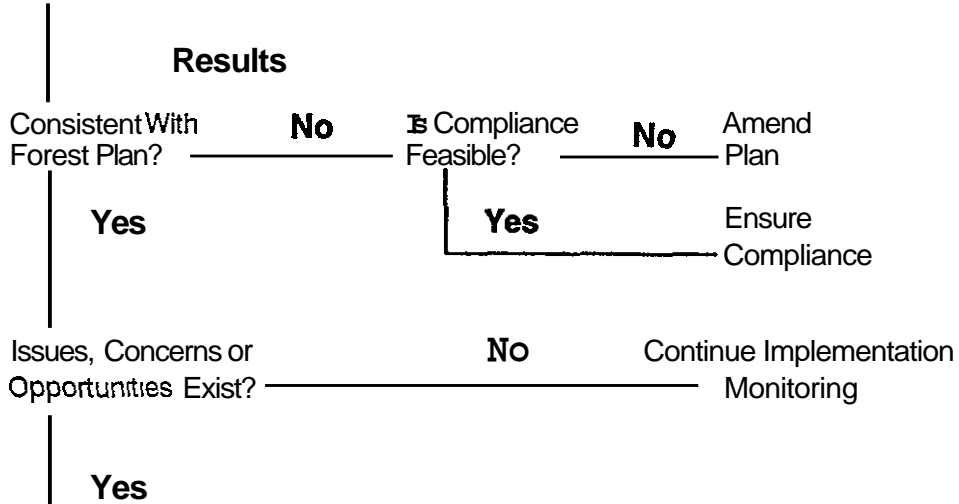 Results
Consistent With
Forest Plan?
No
Is Compliance
Feasible?
No
Amend
Plan
Yes
Yes
Ensure
Compliance
Issues, Concerns or
Opportunities Exist?
No
Continue Implementation
Monitoring
Yes